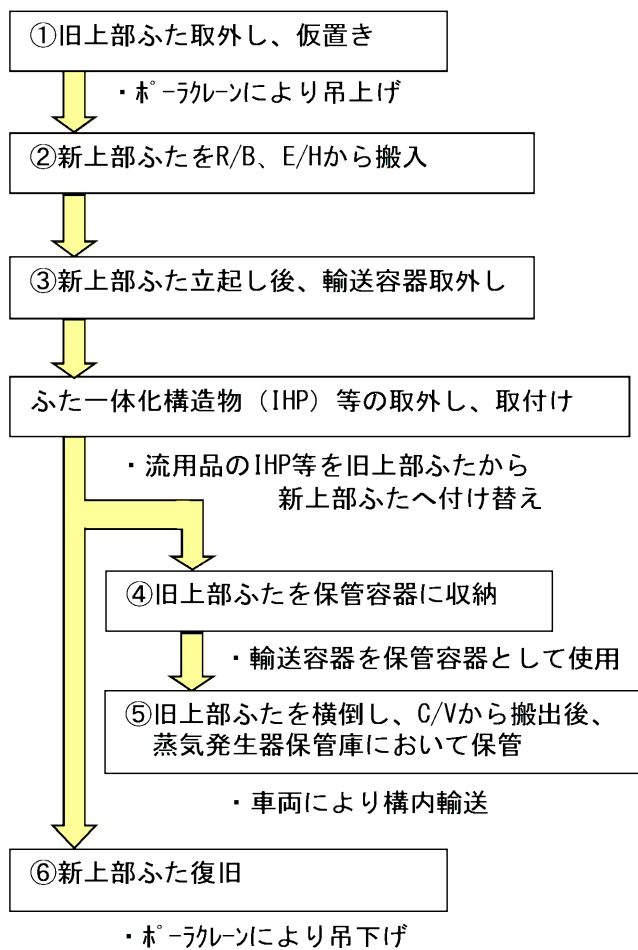 ①旧上部ふた取外し、仮置き
・ﾎﾟｰﾗｸﾚｰﾝにより吊上げ
②新上部ふたをR/B、E/Hから搬入
③新上部ふた立起し後、輸送容器取外し
ふた一体化構造物（IHP）等の取外し、取付け
・流用品のIHP等を旧上部ふたから
新上部ふたへ付け替え
④旧上部ふたを保管容器に収納
・輸送容器を保管容器として使用
⑤旧上部ふたを横倒し、C/Vから搬出後、
蒸気発生器保管庫において保管
・車両により構内輸送
⑥新上部ふた復旧
・ﾎﾟｰﾗｸﾚｰﾝにより吊下げ